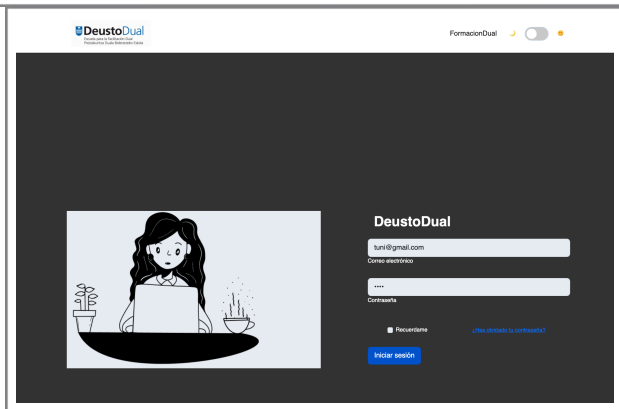 DeustoDual
FormacionDual
DeustoDual
tuni@gmail.com
Correo electrónico
••••
Contraseña
Recuerdame
¿Has olvidado tu contraseña?
Iniciar sesión